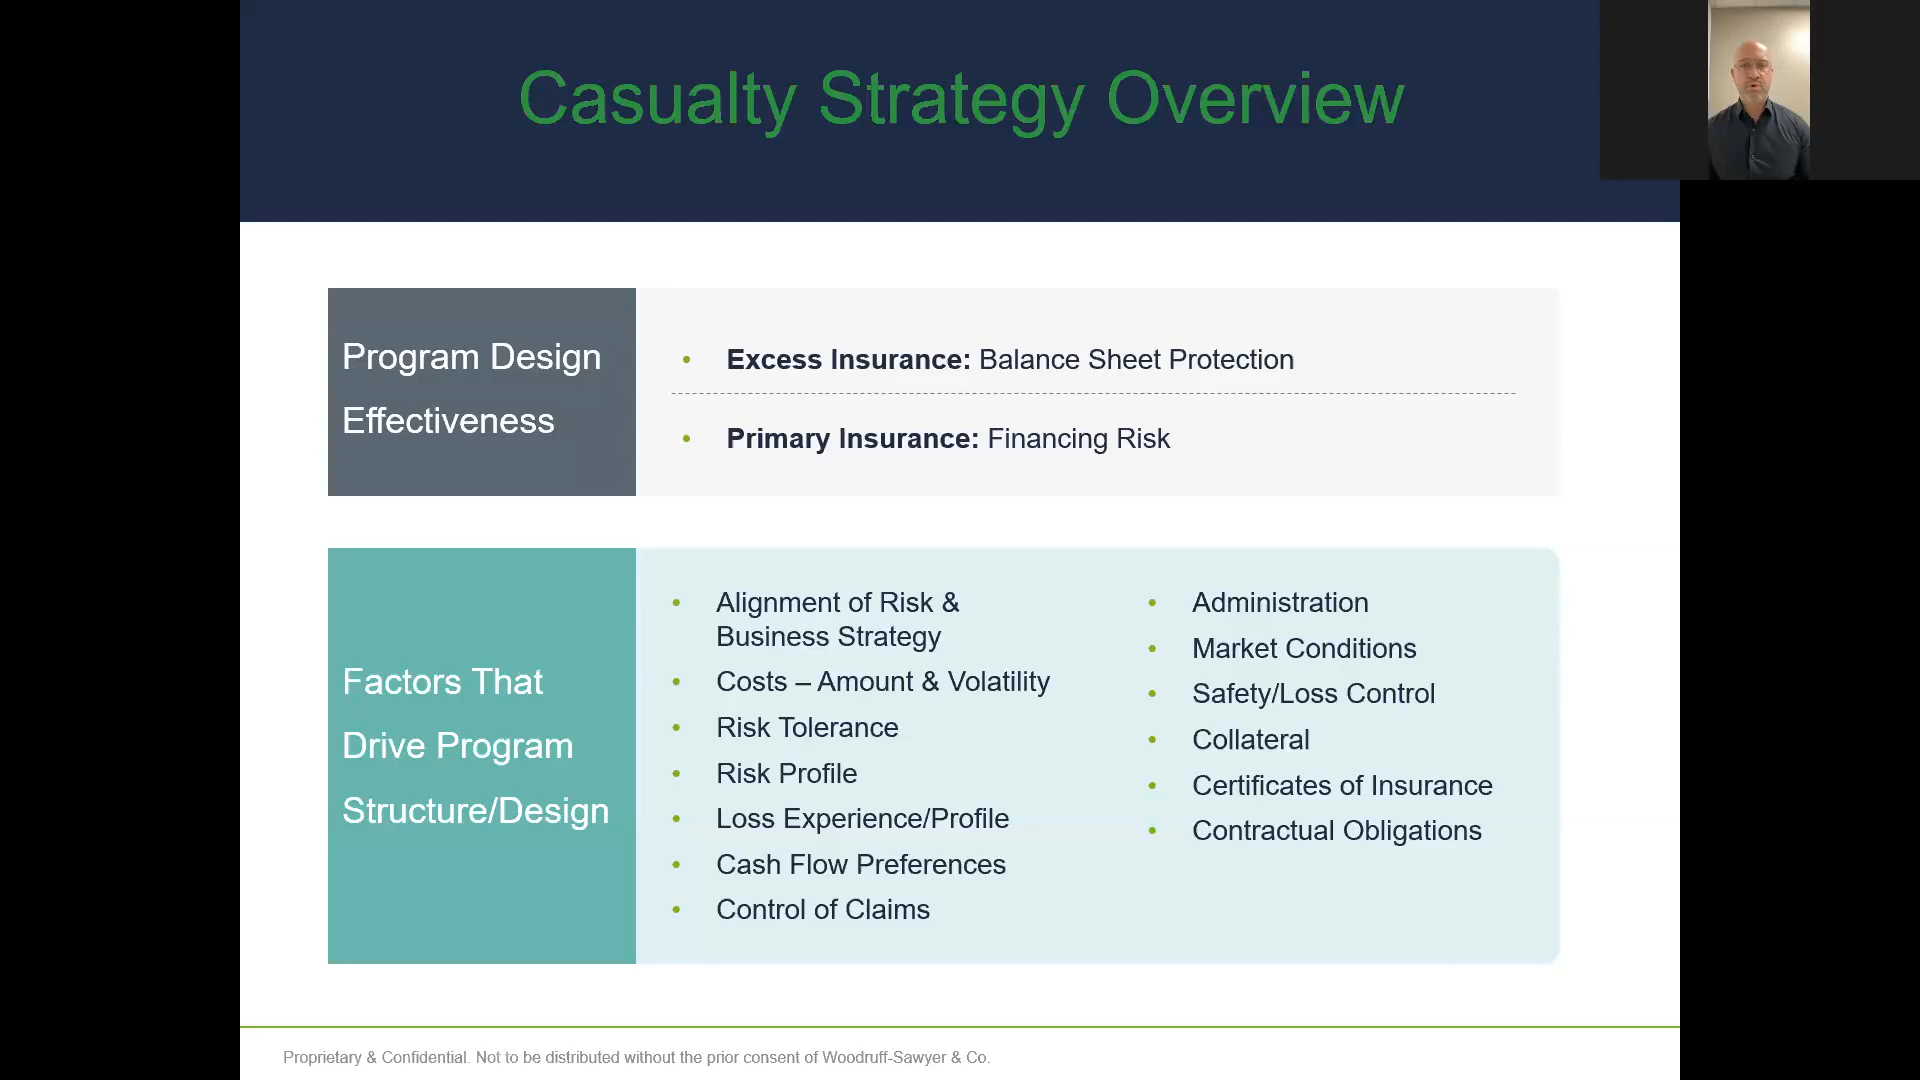 Casualty Strategy Overview
Program Design
Effectiveness
• Excess Insurance: Balance Sheet Protection
• Primary Insurance: Financing Risk
Factors That
Drive Program
Structure/Design
• Alignment of Risk &
Business Strategy
• Costs – Amount & Volatility
• Risk Tolerance
• Risk Profile
• Loss Experience/Profile
• Cash Flow Preferences
• Control of Claims
• Administration
• Market Conditions
• Safety/Loss Control
• Collateral
• Certificates of Insurance
• Contractual Obligations
Proprietary & Confidential. Not to be distributed without the prior consent of Woodruff-Sawyer & Co.